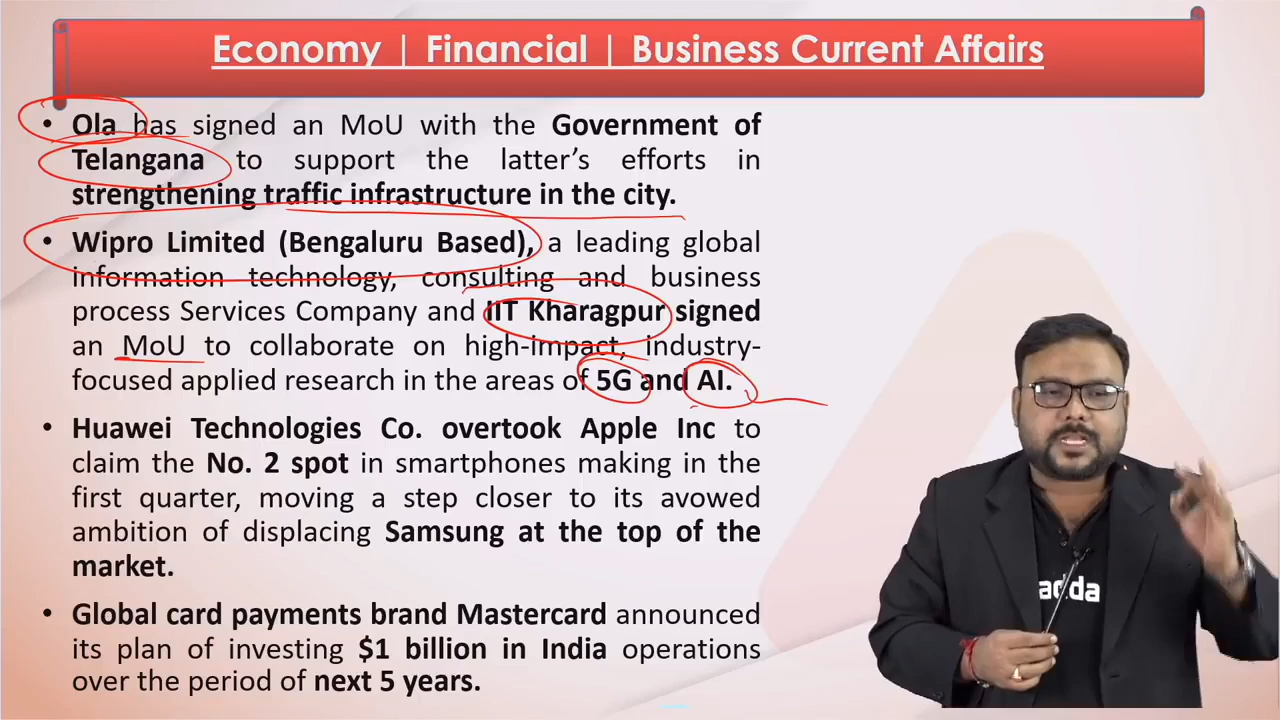 Economy | Financial | Business Current Affairs
• Ola has signed an MoU with the Government of
Telangana to support the latter's efforts in
strengthening traffic infrastructure in the city.
• Wipro Limited (Bengaluru Based), a leading global
information technology, consulting and business
process Services Company and IIT Kharagpur signed
an MoU to collaborate on high-impact, industry-
focused applied research in the areas of 5G and AI.
• Huawei Technologies Co. overtook Apple Inc to
claim the No. 2 spot in smartphones making in the
first quarter, moving a step closer to its avowed
ambition of displacing Samsung at the top of the
market.
• Global card payments brand Mastercard announced
its plan of investing $1 billion in India operations
over the period of next 5 years.
adda